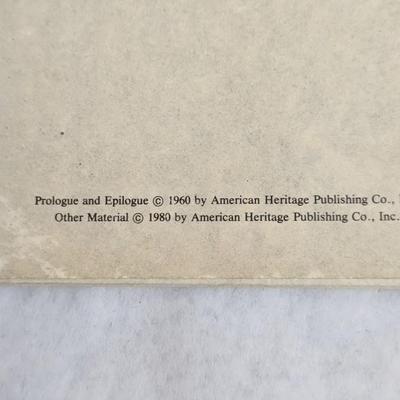 Prologue and Epilogue © 1960 by American Heritage Publishing Co.,
Other Material © 1980 by American Heritage Publishing Co., Inc.